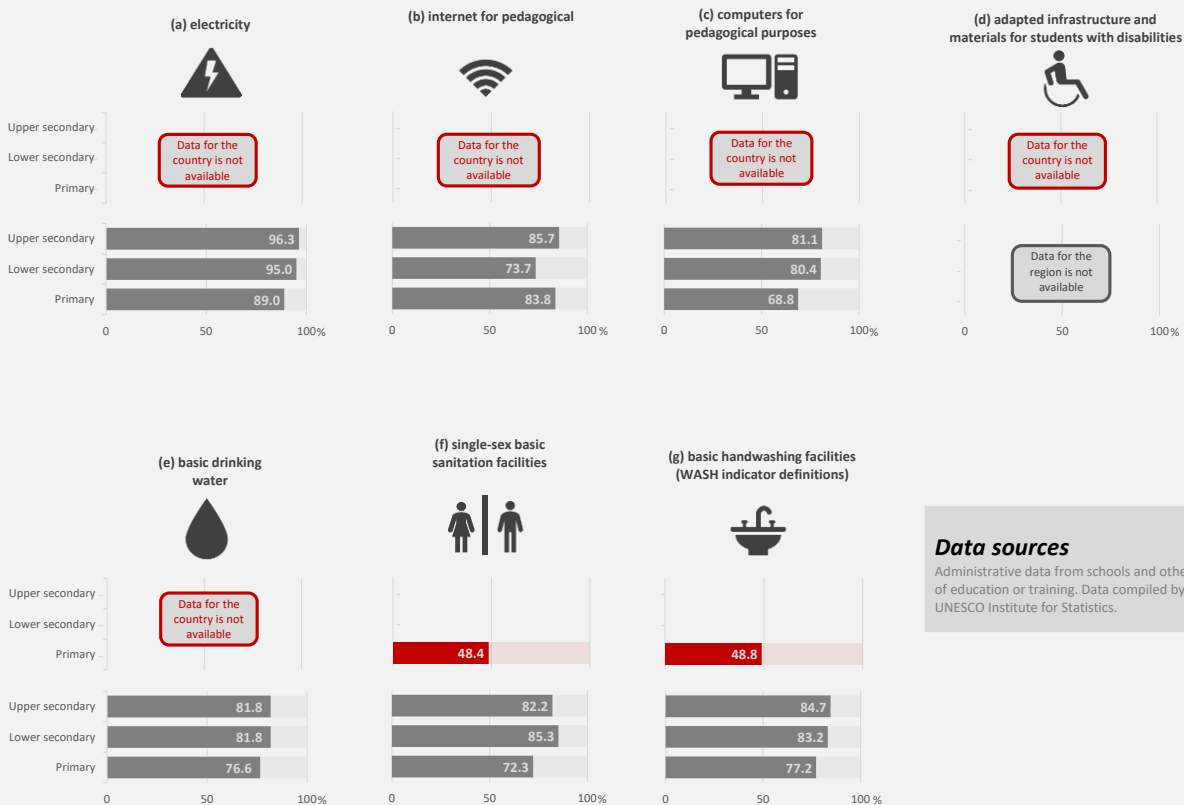 (a) electricity
(b) internet for pedagogical
(c) computers for
pedagogical purposes
(d) adapted infrastructure and
materials for students with disabilities
Upper secondary
Lower secondary
Primary
Data for the
country is not
available
Data for the
country is not
available
Data for the
country is not
available
Data for the
country is not
available
Upper secondary
Lower secondary
Primary
96.3
95.0
89.0
0 50 100%
85.7
73.7
83.8
0 50 100%
81.1
80.4
68.8
0 50 100%
Data for the
region is not
available
0 50 100%
(e) basic drinking
water
(f) single-sex basic
sanitation facilities
(g) basic handwashing facilities
(WASH indicator definitions)
Upper secondary
Lower secondary
Primary
Data for the
country is not
available
48.4
48.8
Upper secondary
Lower secondary
Primary
81.8
81.8
76.6
0 50 100%
82.2
85.3
72.3
0 50 100%
84.7
83.2
77.2
0 50 100%
Data sources
Administrative data from schools and othe
of education or training. Data compiled by
UNESCO Institute for Statistics.